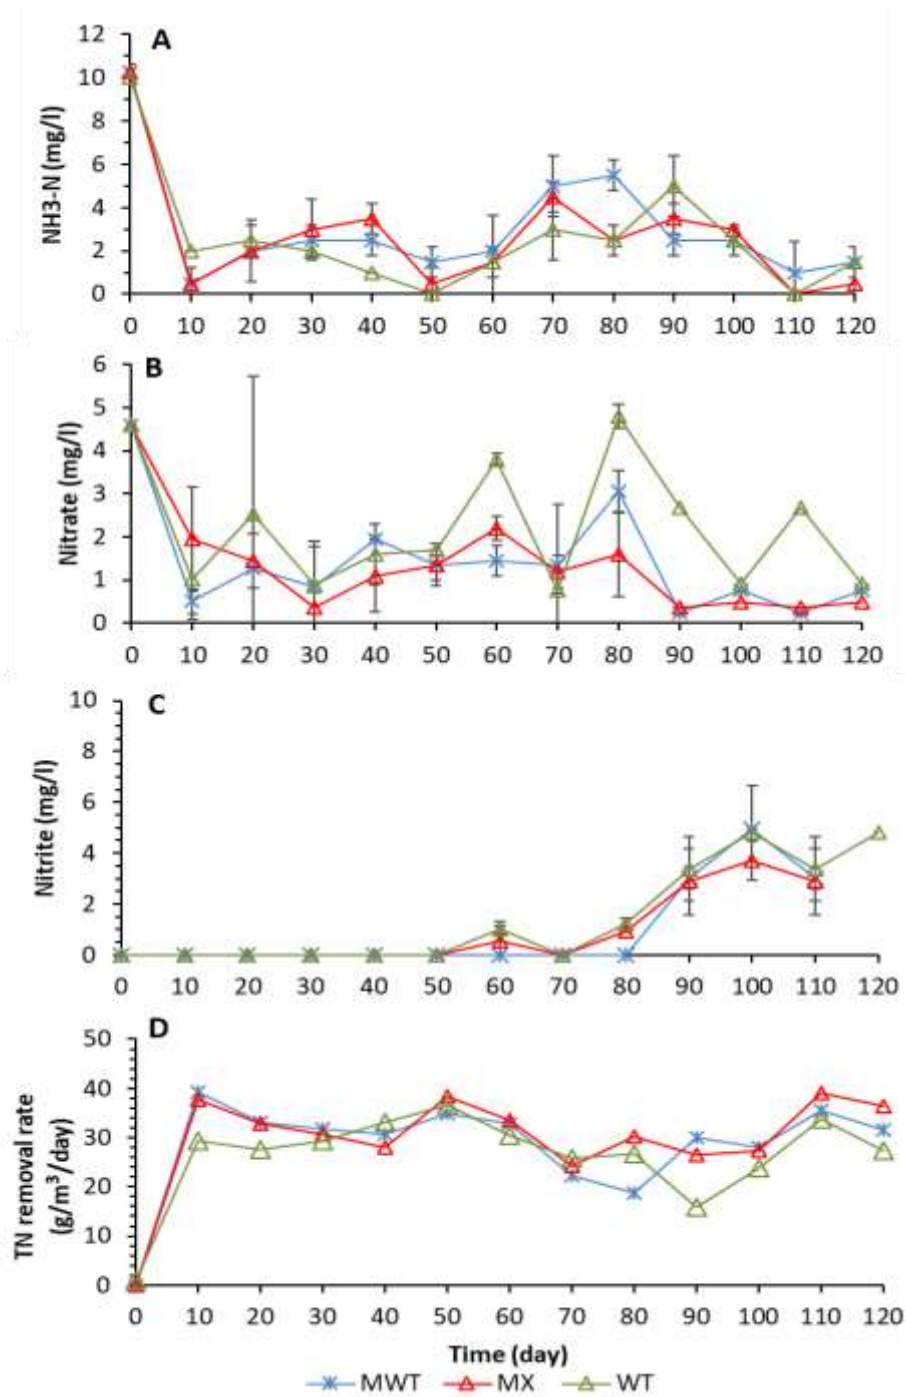 A
NH3-N (mg/l)
12
10
8
6
4
2
0
0 10 20 30 40 50 60 70 80 90 100 110 120
B
Nitrate (mg/l)
6
5
4
3
2
1
0
0 10 20 30 40 50 60 70 80 90 100 110 120
C
Nitrite (mg/l)
10
8
6
4
2
0
0 10 20 30 40 50 60 70 80 90 100 110 120
D
TN removal rate
(g/m³/day)
50
40
30
20
10
0
0 10 20 30 40 50 60 70 80 90 100 110 120
Time (day)
MWT MX WT